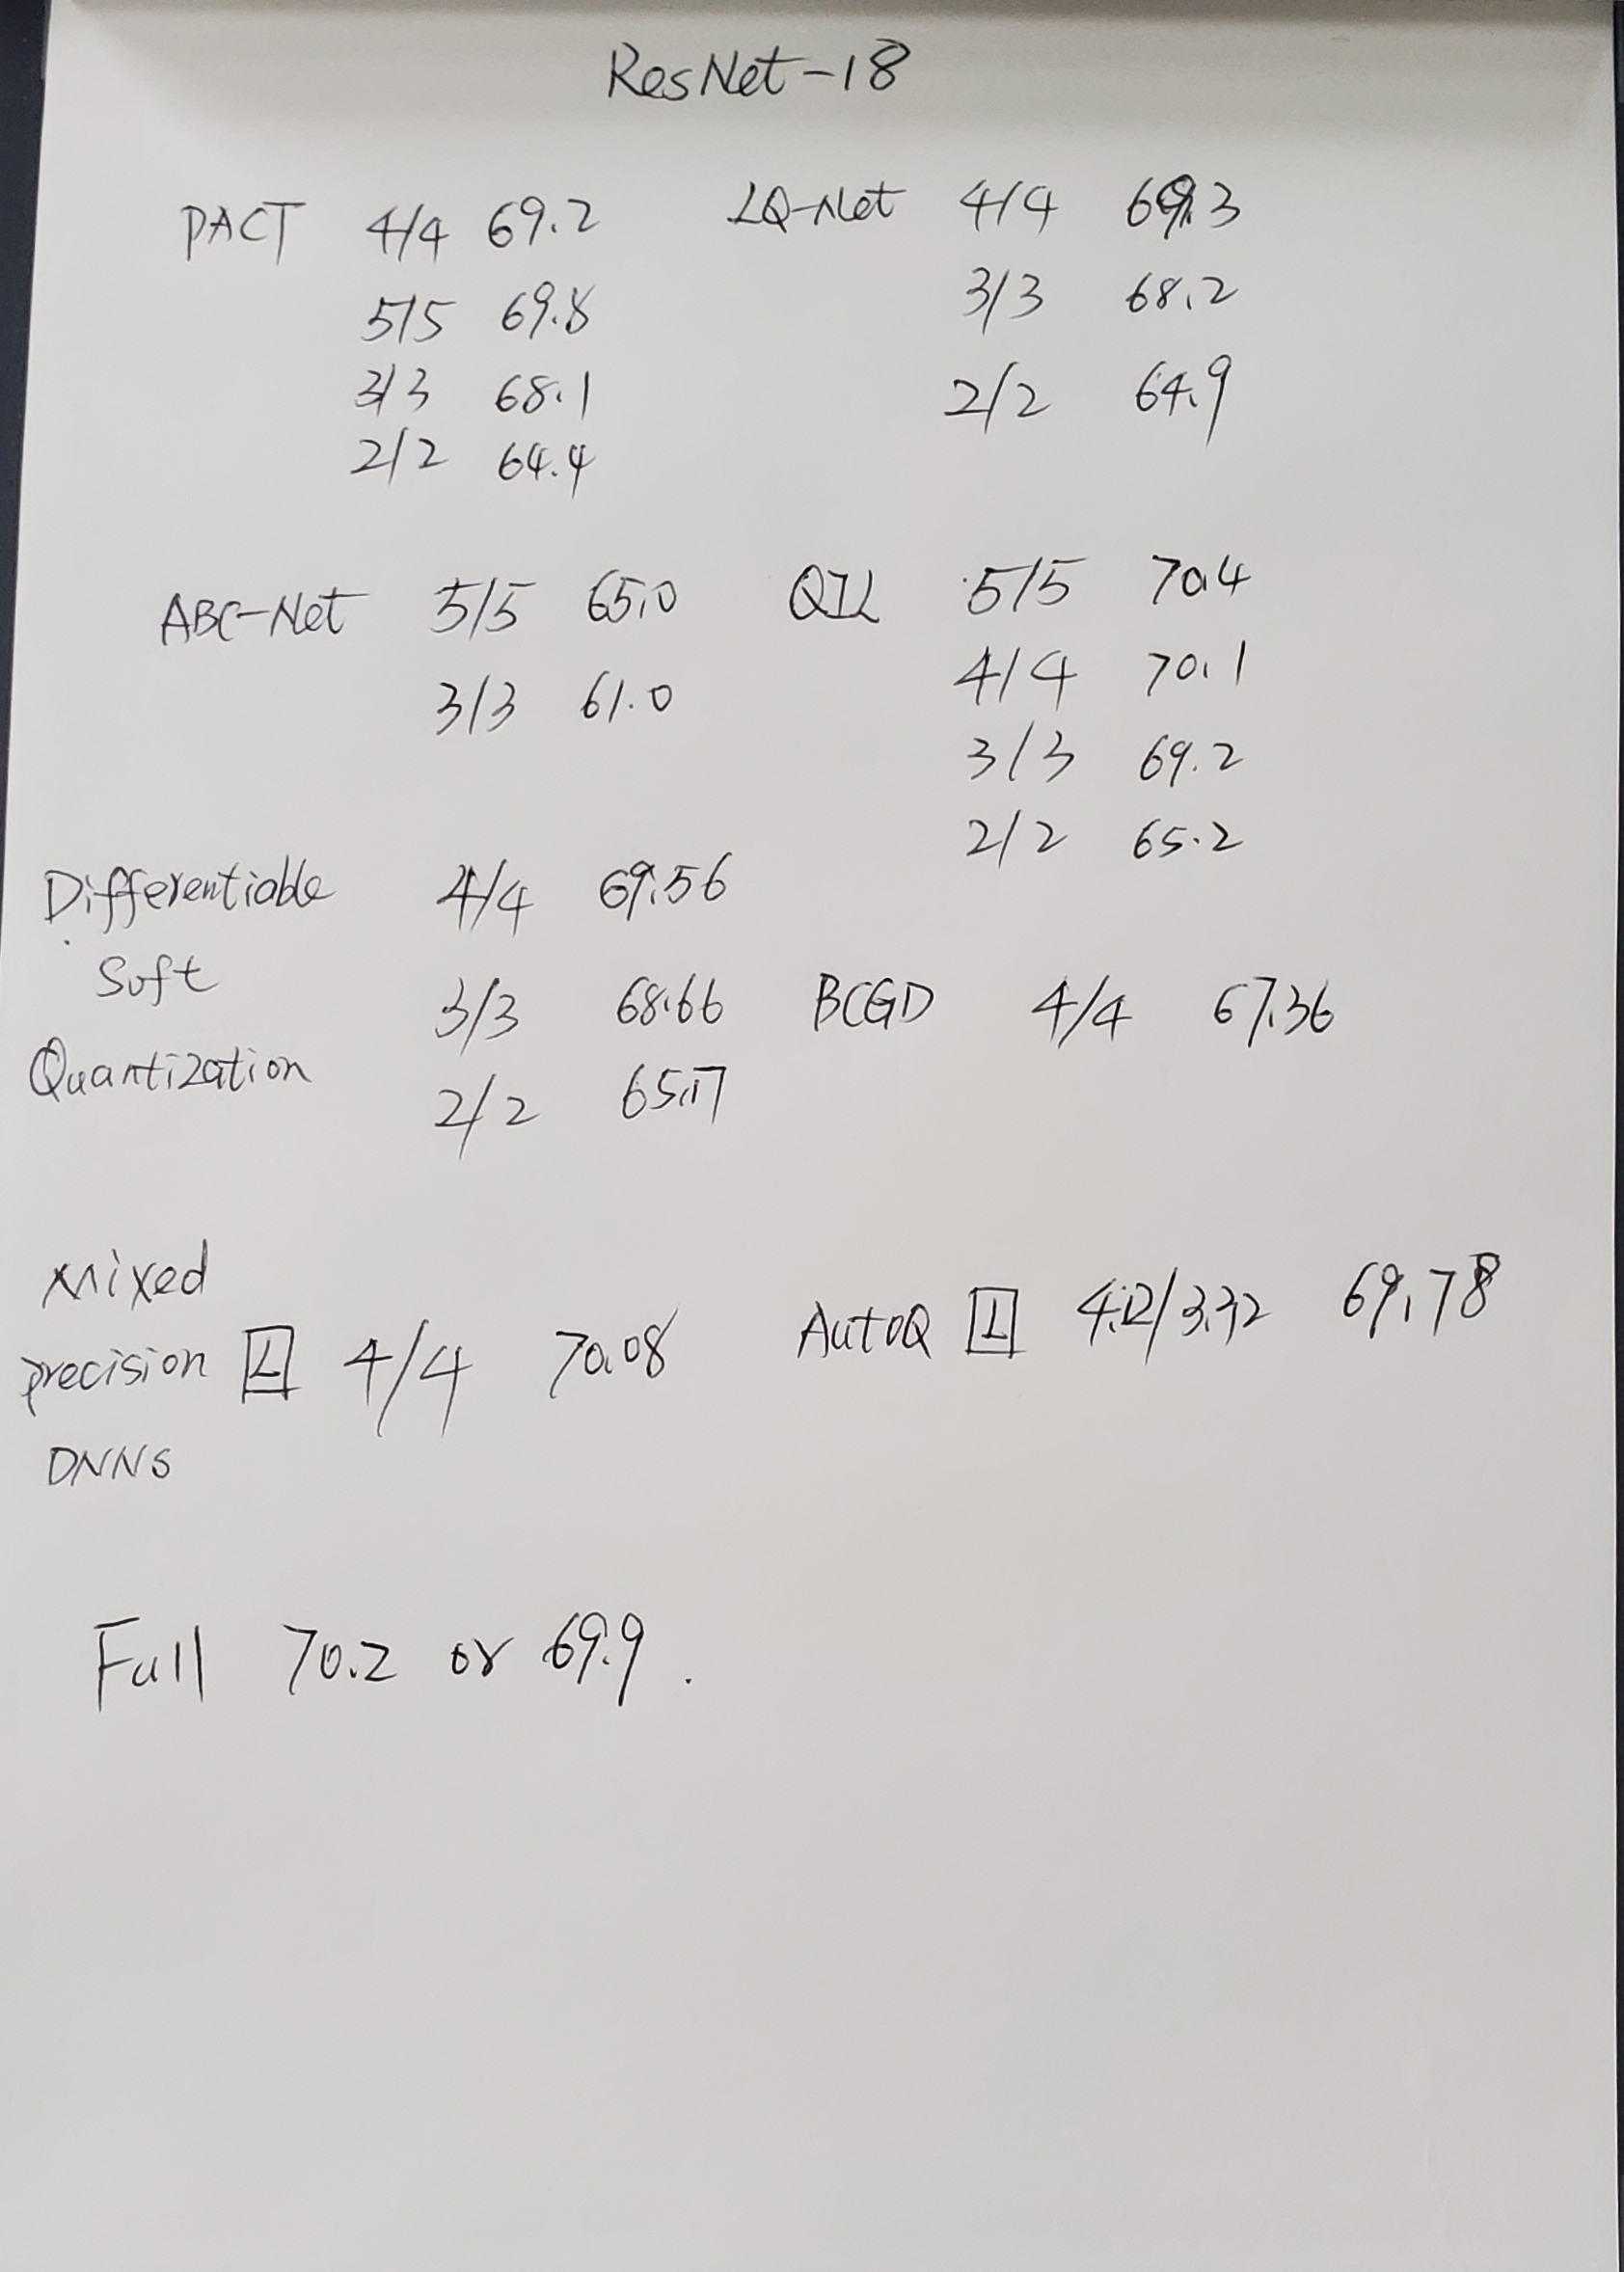 ResNet-18
PACT 4/4 69.2
5/5 69.8
3/3 68.1
2/2 64.4
LQ-Net 4/4 69.3
3/3 68.2
2/2 64.9
ABC-Net 5/5 65.0
3/3 61.0
QIL 5/5 70.4
4/4 70.1
3/3 69.2
2/2 65.2
Differentiable 4/4 69.56
Soft
3/3 68.66
Quantization
2/2 65.17
BCGD 4/4 67.36
Mixed
precision L 4/4 70.08
DNNs
AutoQ L 69.78
Full 70.2 or 69.9.